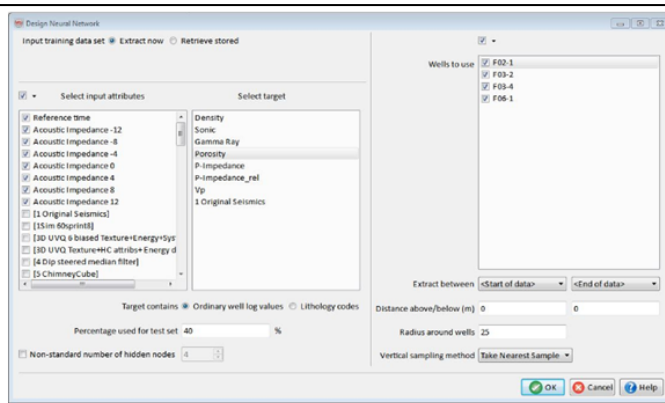 Design Neural Network
Input training data set Extract now Retrieve stored
Select input attributes Select target
Reference time
Acoustic Impedance -12
Acoustic Impedance -8
Acoustic Impedance -4
Acoustic Impedance 0
Acoustic Impedance 4
Acoustic Impedance 8
Acoustic Impedance 12
[1 Original Seismics]
[1Sim 60sprint8]
[3D UVQ 6 biased Texture+Energy+Sys
[3D UVQ Texture+HC attribs+ Energy d
[4 Dip steered median filter]
[5 ChimneyCube]
Density
Sonic
Gamma Ray
Porosity
P-Impedance
P-Impedance_rel
Vp
1 Original Seismics
Target contains Ordinary well log values Lithology codes
Percentage used for test set 40 %
Non-standard number of hidden nodes 4
Wells to use
F02-1
F03-2
F03-4
F06-1
Extract between <Start of data> <End of data>
Distance above/below (m) 0 0
Radius around wells 25
Vertical sampling method Take Nearest Sample
OK Cancel Help